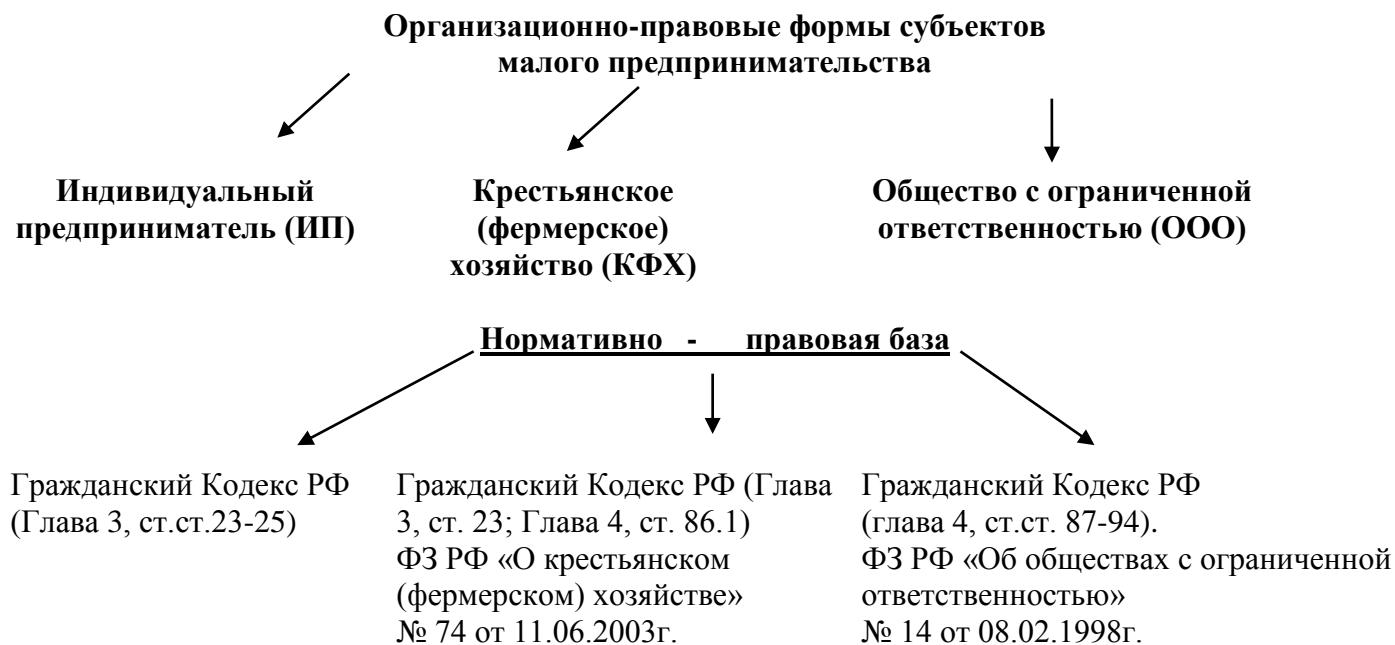 Организационно-правовые формы субъектов
малого предпринимательства
Индивидуальный
предприниматель (ИП)
Крестьянское
(фермерское)
хозяйство (КФХ)
Общество с ограниченной
ответственностью (ООО)
Нормативно - правовая база
Гражданский Кодекс РФ
(Глава 3, ст.ст.23-25)
Гражданский Кодекс РФ (Глава
3, ст. 23; Глава 4, ст. 86.1)
ФЗ РФ «О крестьянском
(фермерском) хозяйстве»
№ 74 от 11.06.2003г.
Гражданский Кодекс РФ
(глава 4, ст.ст. 87-94).
ФЗ РФ «Об обществах с ограниченной
ответственностью»
№ 14 от 08.02.1998г.